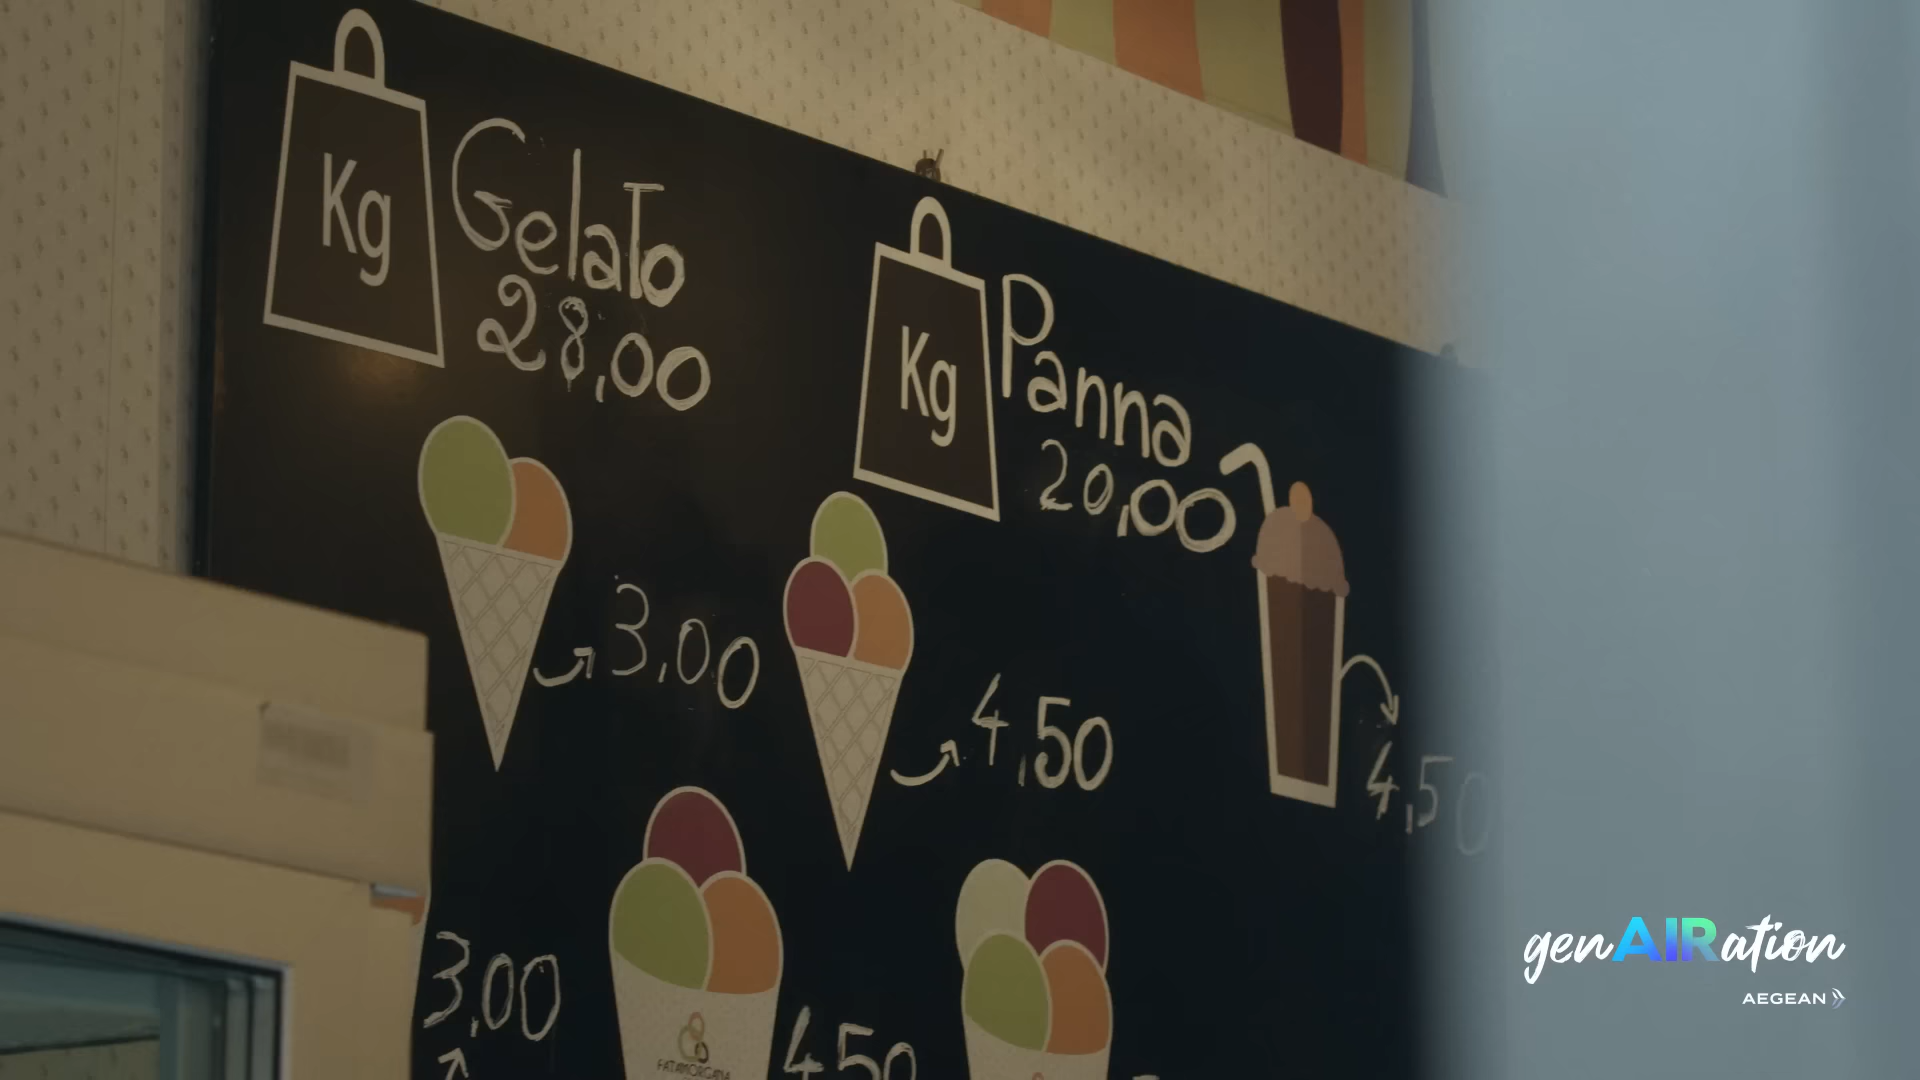 Kg
Gelato
28,00
Kg
Panna
20,00
3,00
4,50
4,50
3,00
4,50
FATAMORGANA
genAIRation
AEGEAN